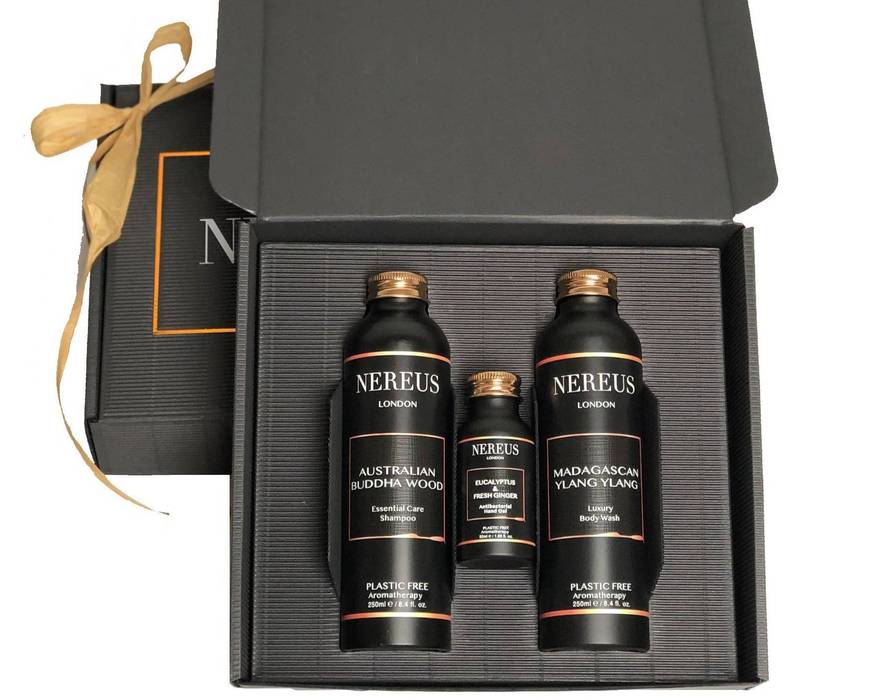 N
NEREUS
LONDON
AUSTRALIAN
BUDDHA WOOD
Essential Care
Shampoo
PLASTIC FREE
Aromatherapy
250ml ℮ / 8.4 fl. oz.
NEREUS
LONDON
EUCALYPTUS
&
FRESH GINGER
Antibacterial
Hand Gel
PLASTIC FREE
Aromatherapy
NEREUS
LONDON
MADAGASCAN
YLANG YLANG
Luxury
Body Wash
PLASTIC FREE
Aromatherapy
250ml ℮ / 8.4 fl. oz.